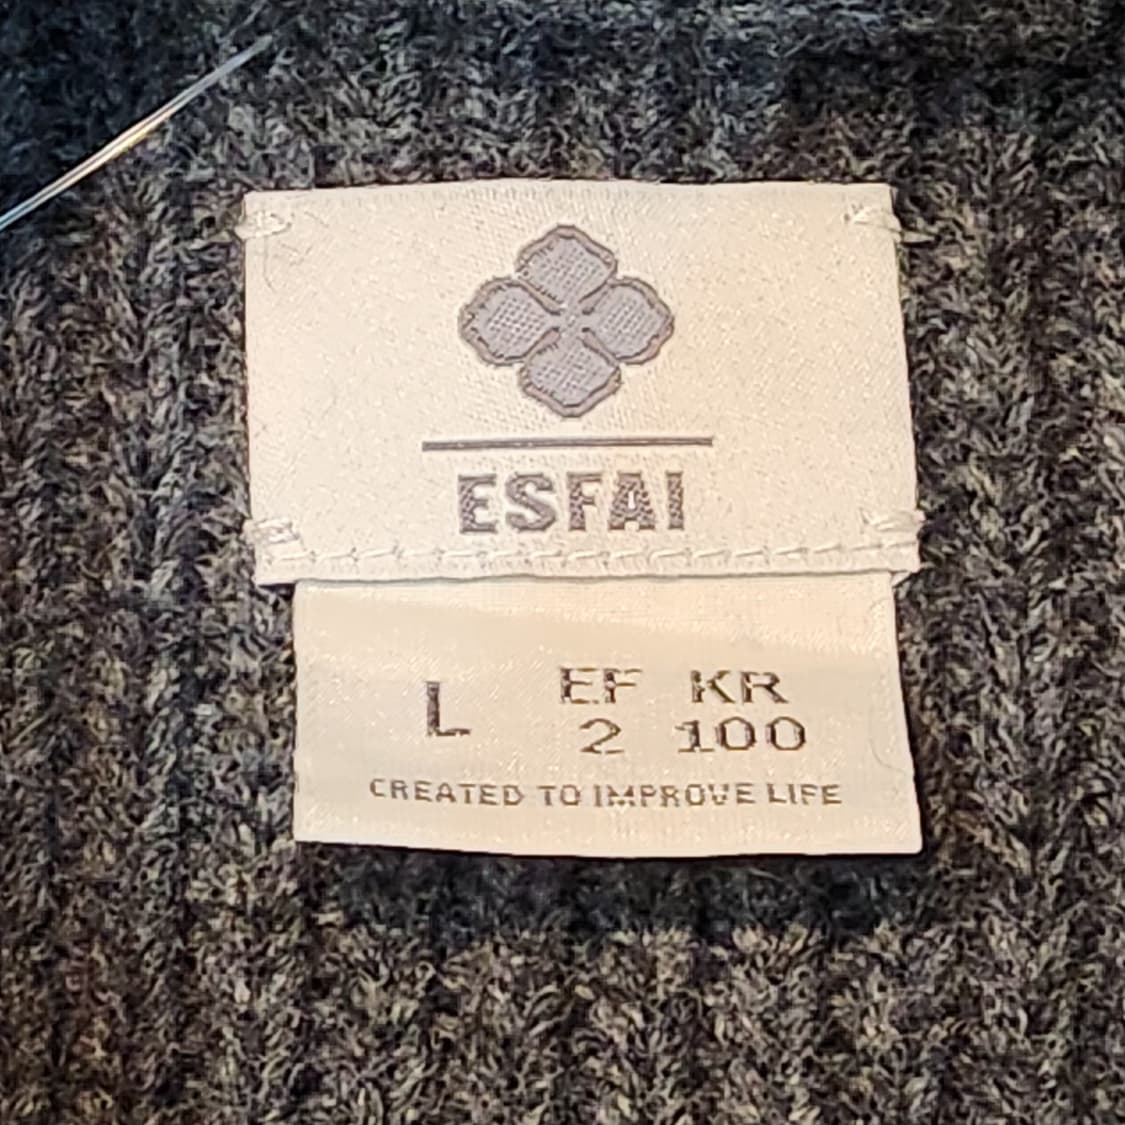 ESFAI
L
EF KR
2 100
CREATED TO IMPROVE LIFE